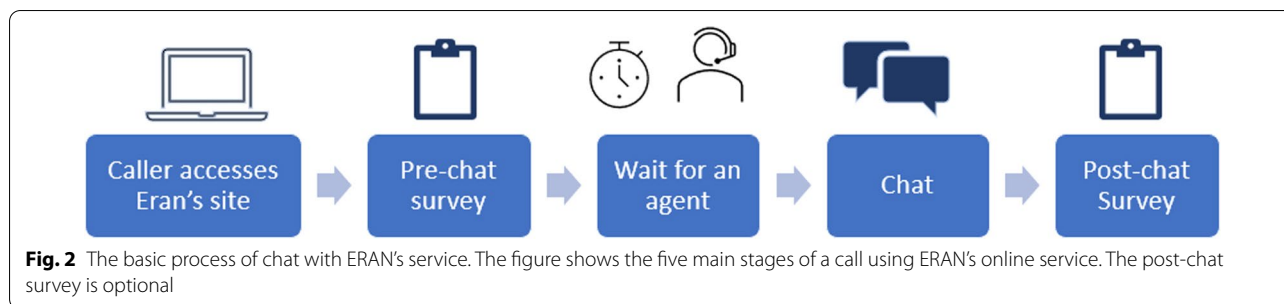 Caller accesses
Eran's site
Pre-chat
survey
Wait for an
agent
Chat
Post-chat
Survey
Fig. 2 The basic process of chat with ERAN's service. The figure shows the five main stages of a call using ERAN's online service. The post-chat
survey is optional